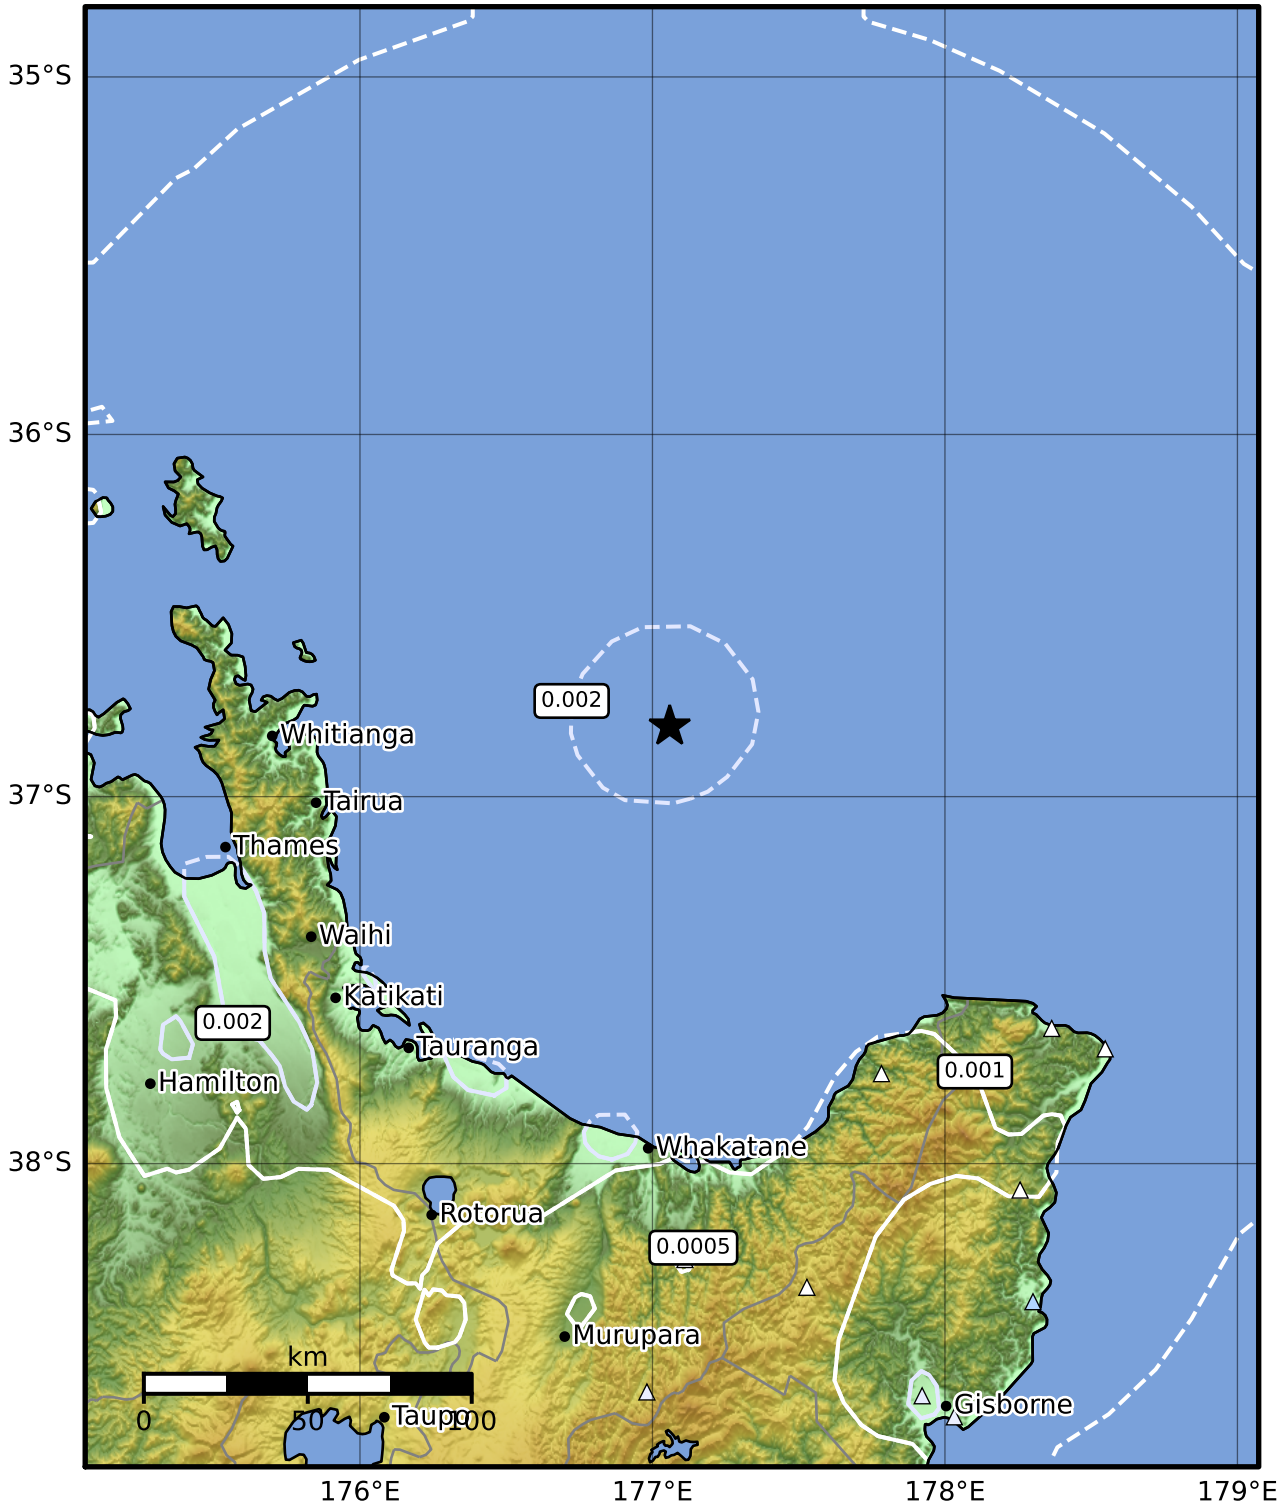 35°S
36°S
0.002
Whitianga
37°S
Tairua
Thames
Waihi
Katikati
0.002
Tauranga
0.001
Hamilton
Whakatane
38°S
Rotorua
0.0005
Murupara
km
Gisborne
Taupo
0 50 100
176°E 177°E 178°E 179°E